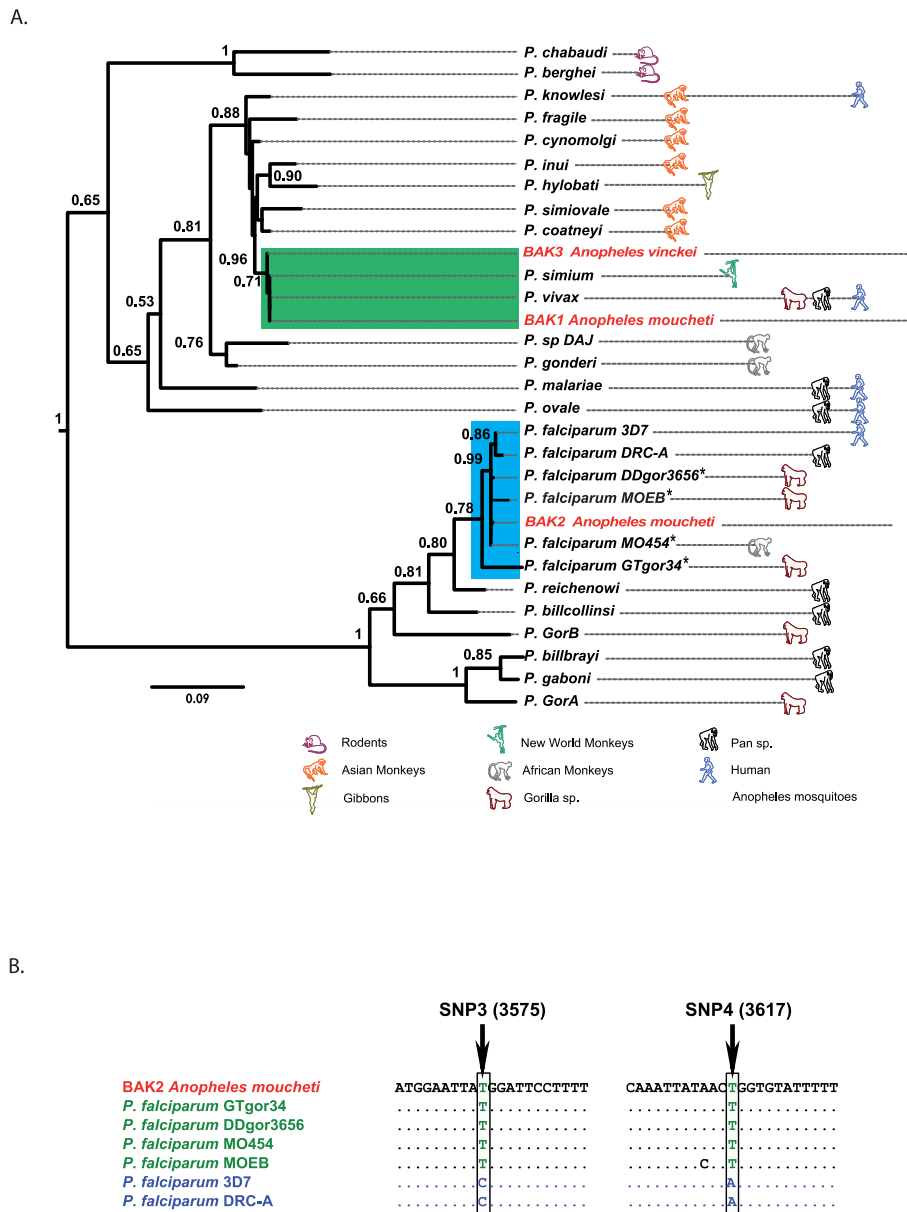 A.
P. chabaudi
1
P. berghei
P. knowlesi
0.88
P. fragile
P. cynomolgi
P. inui
0.90
P. hylobati
0.65
P. simiovale
0.81
P. coatneyi
BAK3 Anopheles vinckei
0.96
0.71
P. simium
P. vivax
0.53
BAK1 Anopheles moucheti
P. sp DAJ
0.76
0.65
P. gonderi
P. malariae
1
P. ovale
P. falciparum 3D7
0.86
P. falciparum DRC-A
0.99
P. falciparum DDgor3656*
P. falciparum MOEB*
0.78
BAK2 Anopheles moucheti
P. falciparum MO454*
0.80
P. falciparum GTgor34*
0.81
P. reichenowi
0.66
P. billcollinsi
1
P. GorB
0.85
P. billbrayi
1
P. gaboni
0.09
P. GorA
Rodents New World Monkeys Pan sp.
Asian Monkeys African Monkeys Human
Gibbons Gorilla sp. Anopheles mosquitoes
B.
SNP3 (3575) SNP4 (3617)
BAK2 Anopheles moucheti ATGGAATTATGGATTCCTTTT CAAATTATAACTGGTGTATTTTT
P. falciparum GTgor34 .........T........... ...........T...........
P. falciparum DDgor3656 .........T........... ...........T...........
P. falciparum MO454 .........T........... ...........T...........
P. falciparum MOEB .........T........... ........C..T...........
P. falciparum 3D7 .........C........... ...........A...........
P. falciparum DRC-A .........C........... ...........A...........